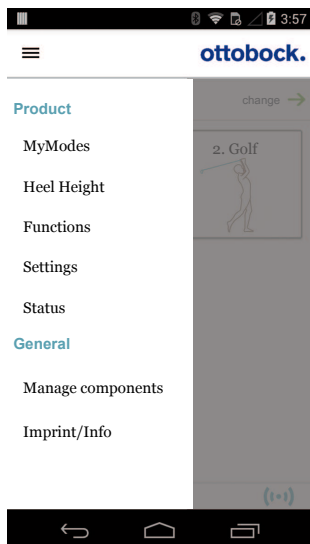 3:57
ottobock.
change
Product
MyModes
2. Golf
Heel Height
Functions
Settings
Status
General
Manage components
Imprint/Info